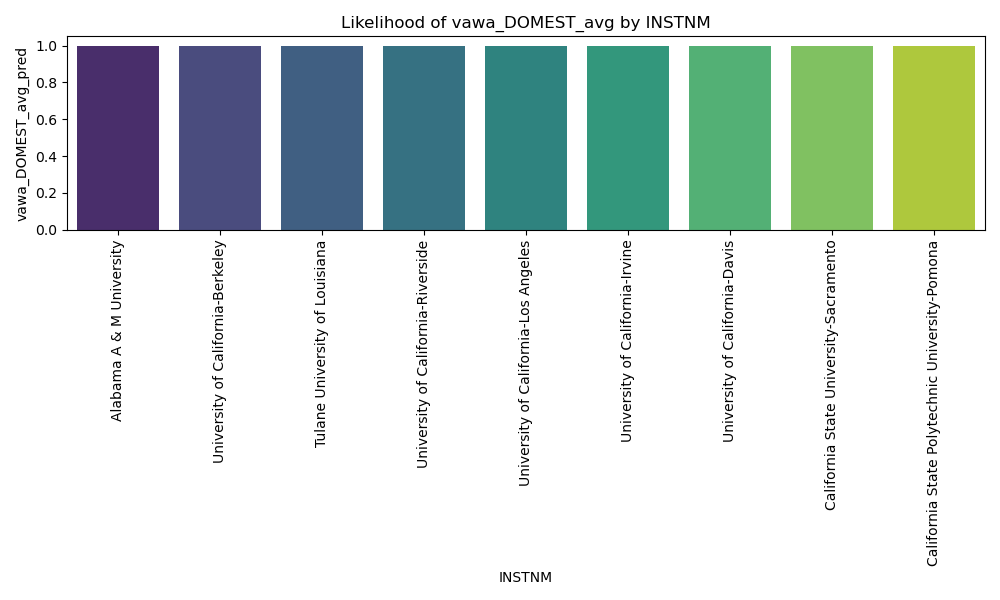 Likelihood of vawa_DOMEST_avg by INSTNM
vawa_DOMEST_avg_pred
1.0
0.8
0.6
0.4
0.2
0.0
Alabama A & M University
University of California-Berkeley
Tulane University of Louisiana
University of California-Riverside
University of California-Los Angeles
University of California-Irvine
University of California-Davis
California State University-Sacramento
California State Polytechnic University-Pomona
INSTNM